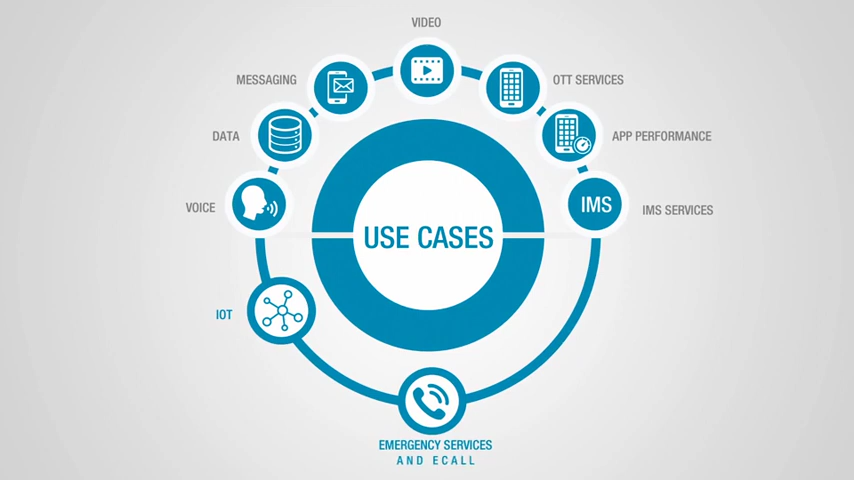 VIDEO
MESSAGING
OTT SERVICES
DATA
APP PERFORMANCE
VOICE
IMS
IMS SERVICES
USE CASES
IOT
EMERGENCY SERVICES
AND ECALL